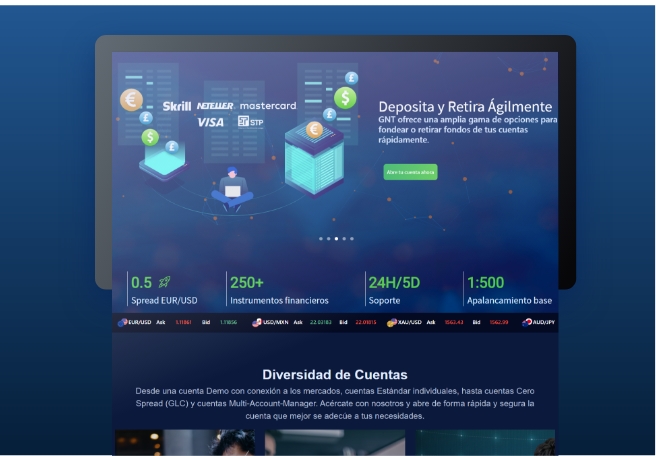 Deposita y Retira Ágilmente
GNT ofrece una amplia gama de opciones para
fondear o retirar fondos de tus cuentas
rápidamente.
Skrill NETELLER mastercard
VISA STP
Abre tu cuenta ahora
0.5
Spread EUR/USD
250+
Instrumentos financieros
24H/5D
Soporte
1:500
Apalancamiento base
EUR/USD Ask 1.11861 Bid 1.11856 USD/MXN Ask 22.03183 Bid 22.01815 XAU/USD Ask 1563.43 Bid 1562.99 AUD/JPY
Diversidad de Cuentas
Desde una cuenta Demo con conexión a los mercados, cuentas Estándar individuales, hasta cuentas Cero
Spread (GLC) y cuentas Multi-Account-Manager. Acércate con nosotros y abre de forma rápida y segura la
cuenta que mejor se adecúe a tus necesidades.